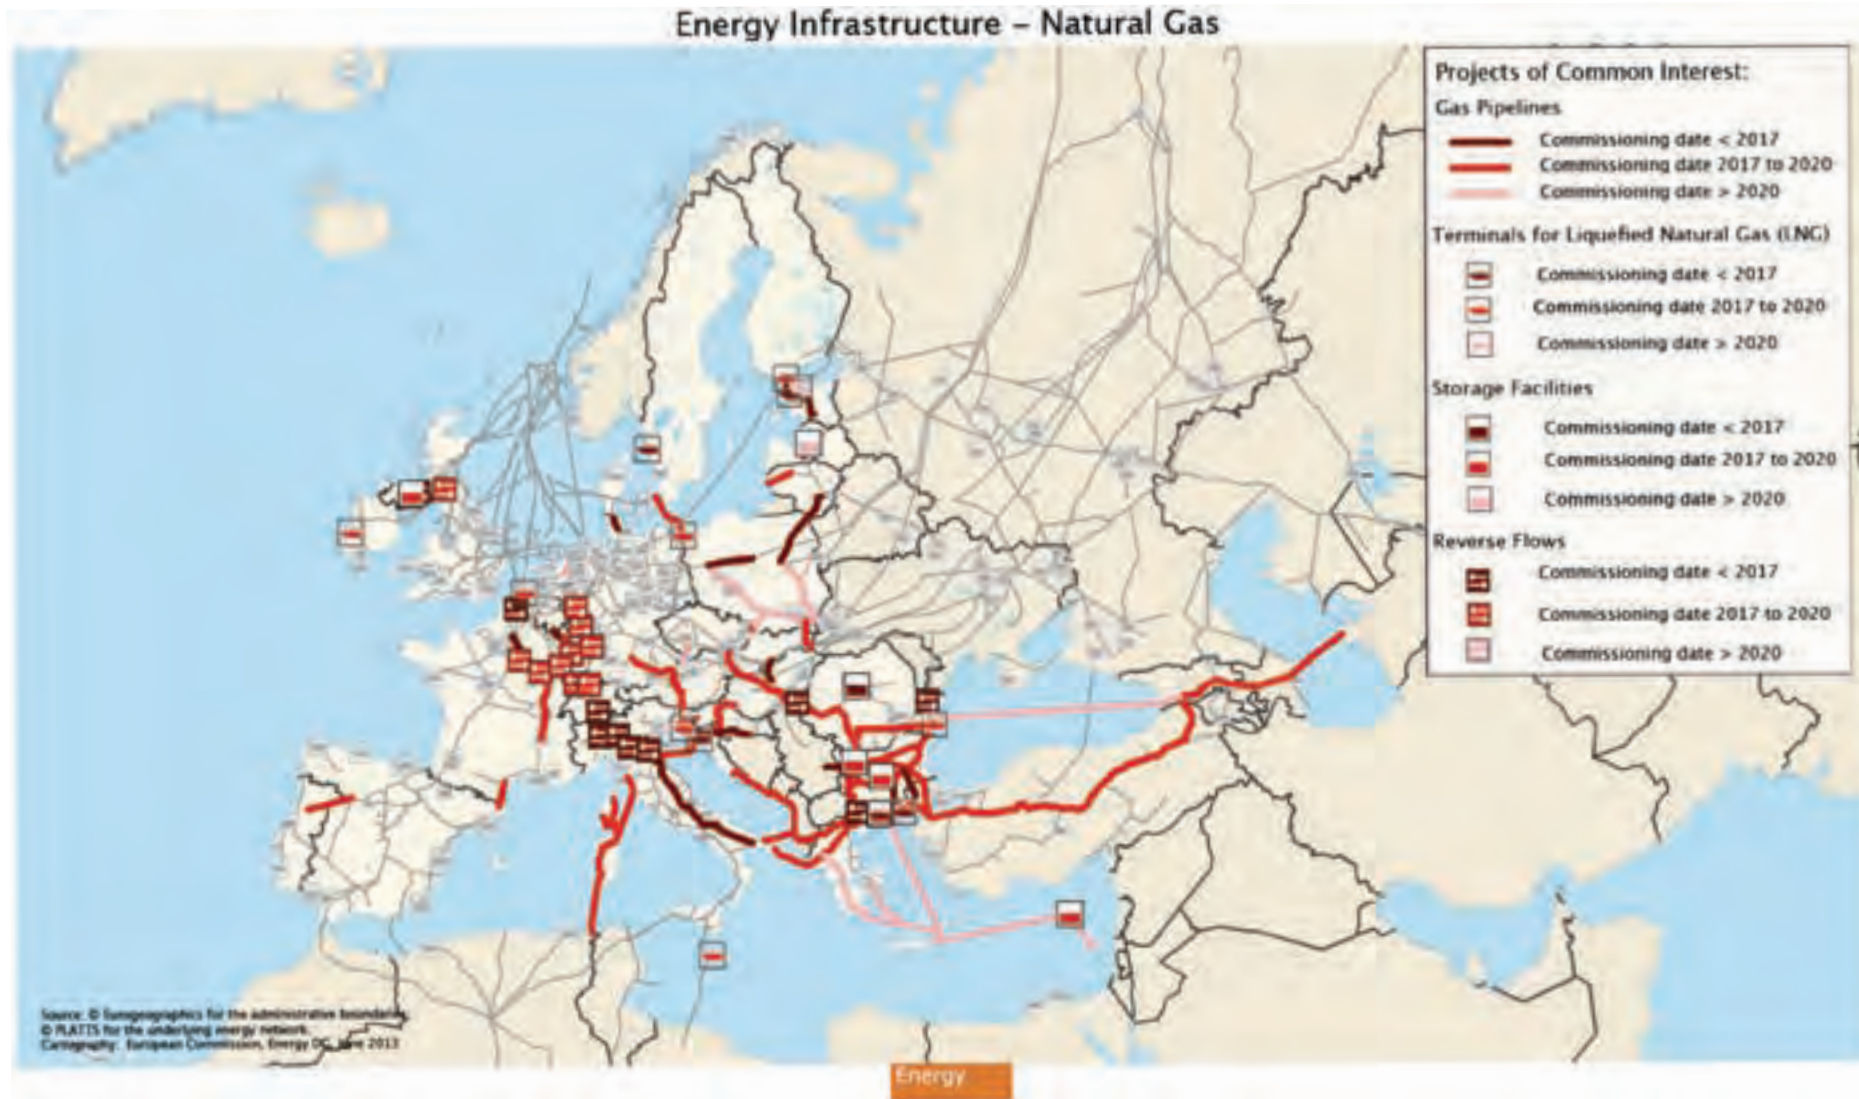 Energy Infrastructure – Natural Gas
Projects of Common Interest:
Gas Pipelines
Commissioning date < 2017
Commissioning date 2017 to 2020
Commissioning date > 2020
Terminals for Liquefied Natural Gas (LNG)
Commissioning date < 2017
Commissioning date 2017 to 2020
Commissioning date > 2020
Storage Facilities
Commissioning date < 2017
Commissioning date 2017 to 2020
Commissioning date > 2020
Reverse Flows
Commissioning date < 2017
Commissioning date 2017 to 2020
Commissioning date > 2020
Source: © Eurogeographics for the administrative boundaries,
© PLATTS for the underlying energy network.
Cartography: European Commission, Energy DG, June 2013
Energy